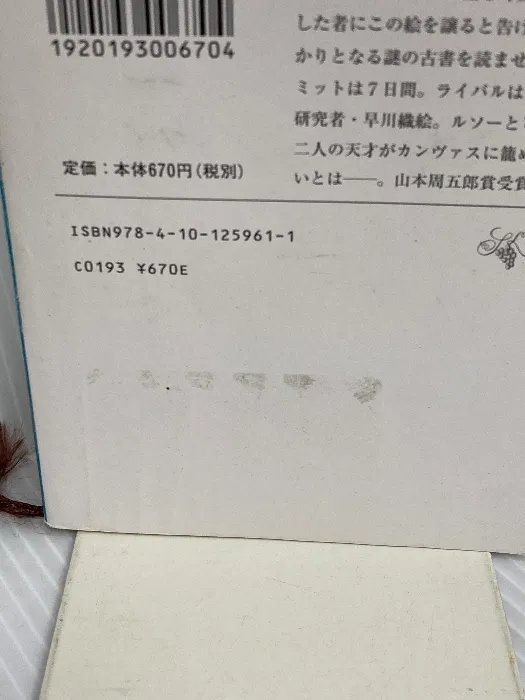 1920193006704
した者にこの絵を譲ると告げ
かりとなる謎の古書を読ませ
ミットは7日間。ライバルは
研究者・早川織絵。ルソーと
二人の天才がカンヴァスに籠め
いとは──。山本周五郎賞受賞
定価：本体670円(税別)
ISBN978-4-10-125961-1
C0193 ¥670E